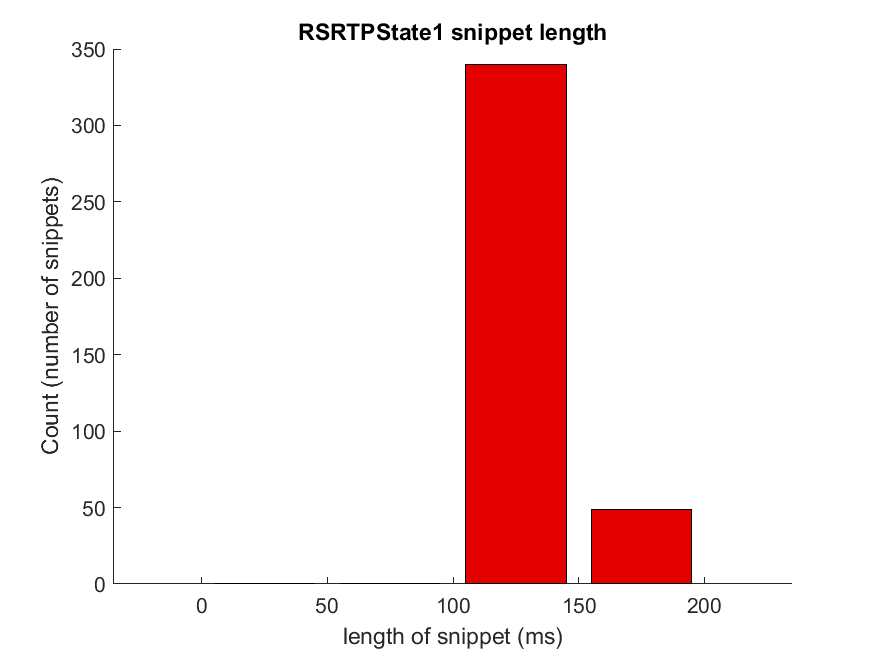 RSRTPState1 snippet length
350
300
250
200
150
100
50
0
Count (number of snippets)
0 50 100 150 200
length of snippet (ms)